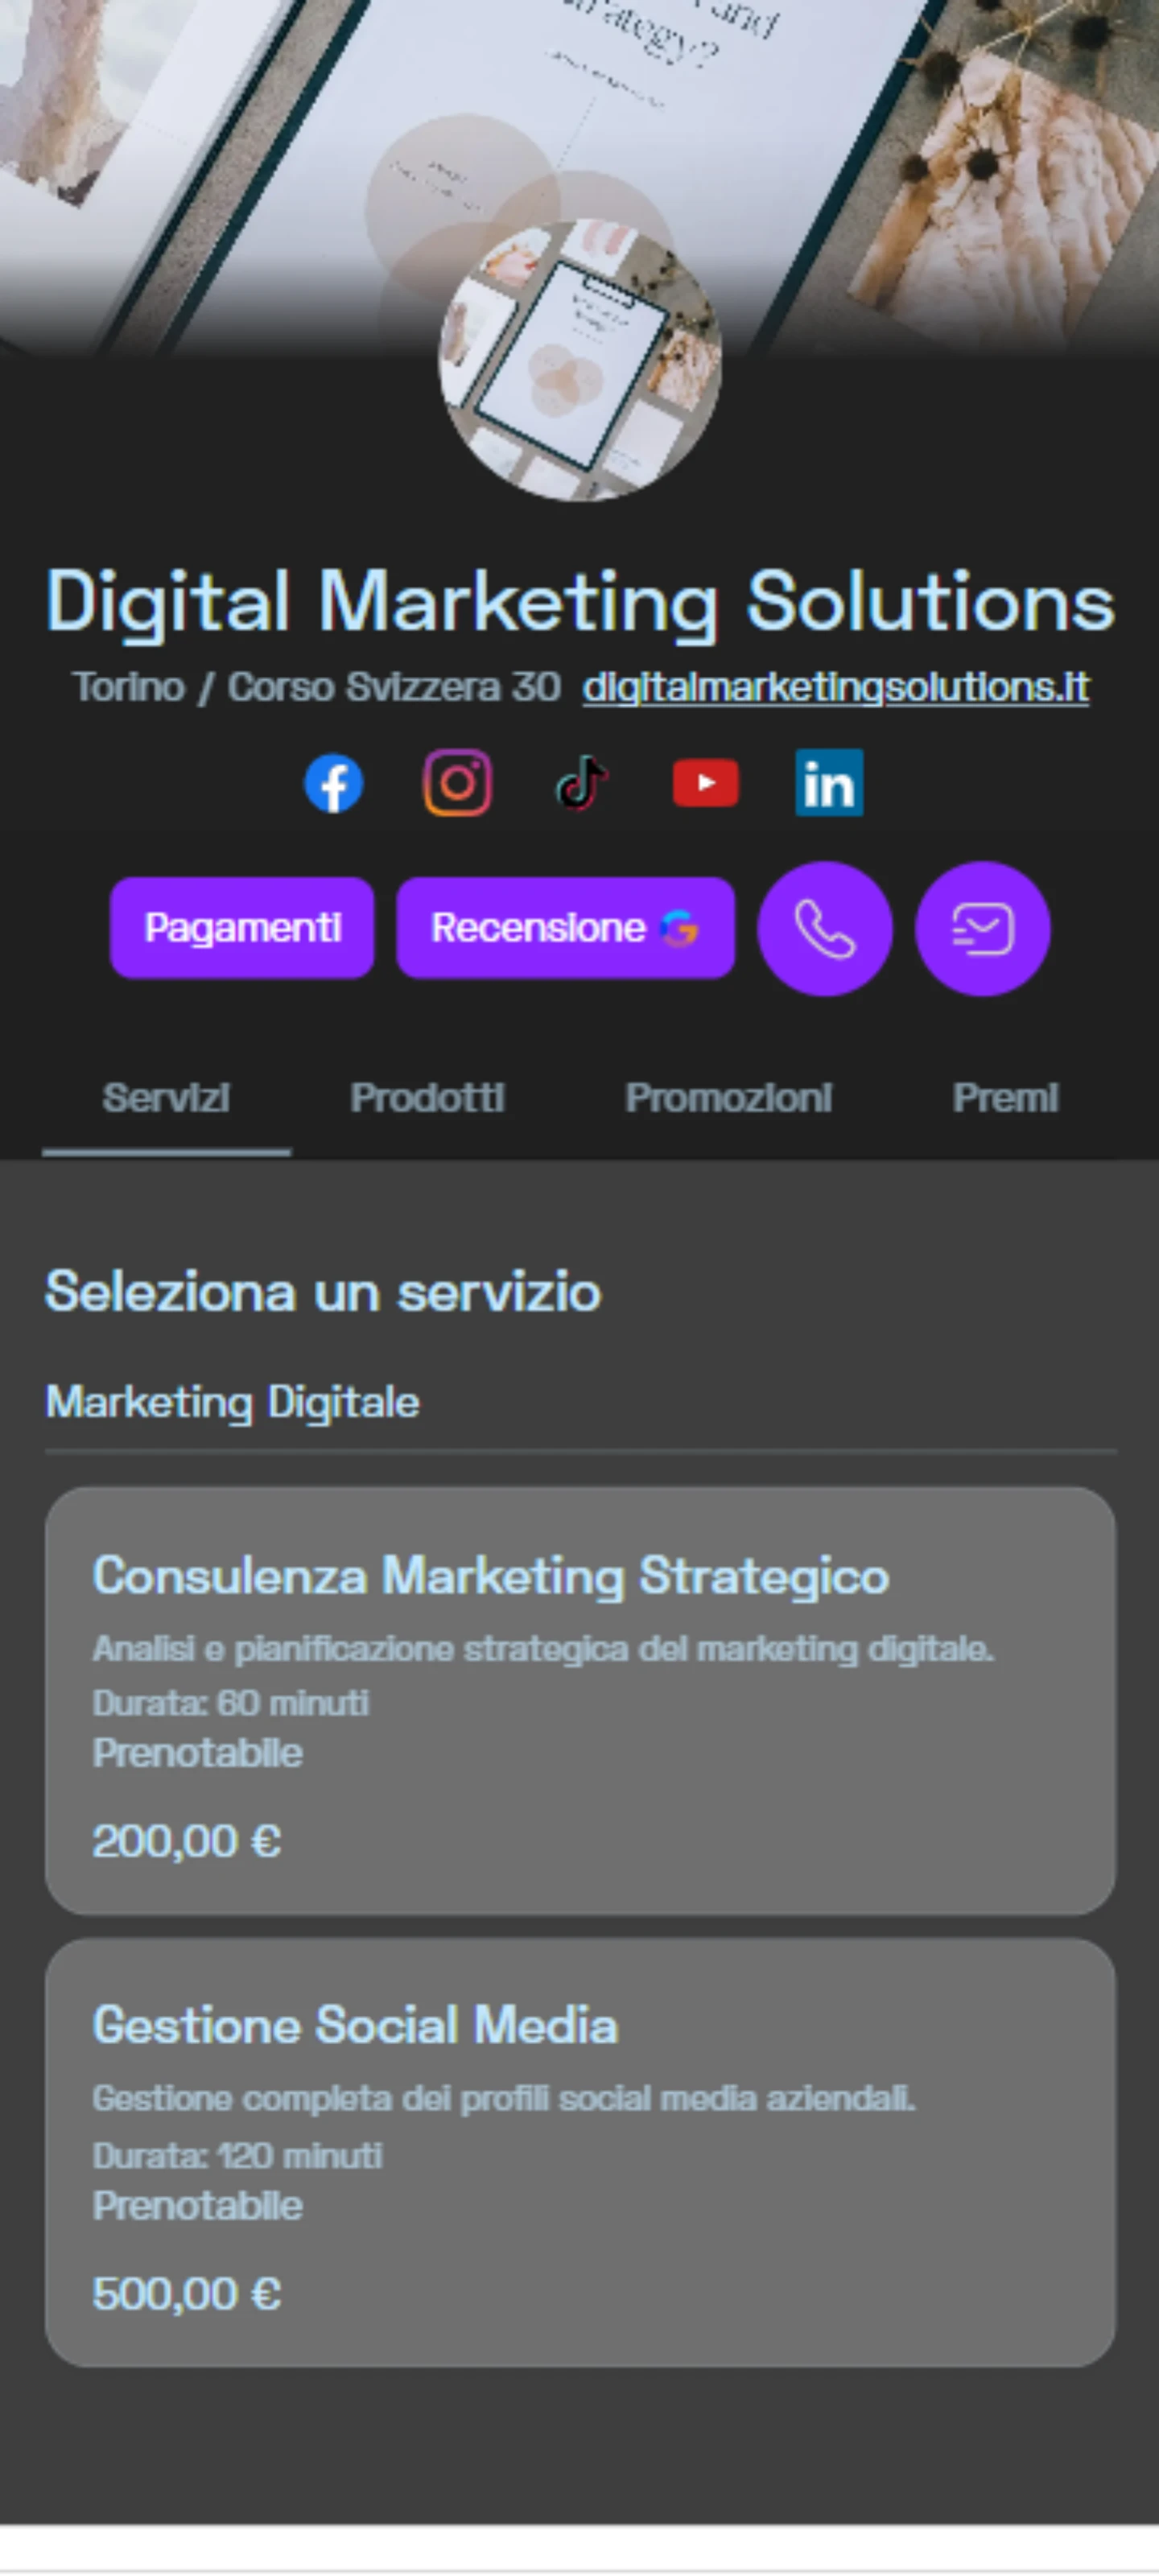 and
strategy?
Digital Marketing Solutions
Torino / Corso Svizzera 30 digitalmarketingsolutions.it
in
Pagamenti Recensione G
Servizi Prodotti Promozioni Premi
Seleziona un servizio
Marketing Digitale
Consulenza Marketing Strategico
Analisi e pianificazione strategica del marketing digitale.
Durata: 60 minuti
Prenotabile
200,00 €
Gestione Social Media
Gestione completa dei profili social media aziendali.
Durata: 120 minuti
Prenotabile
500,00 €